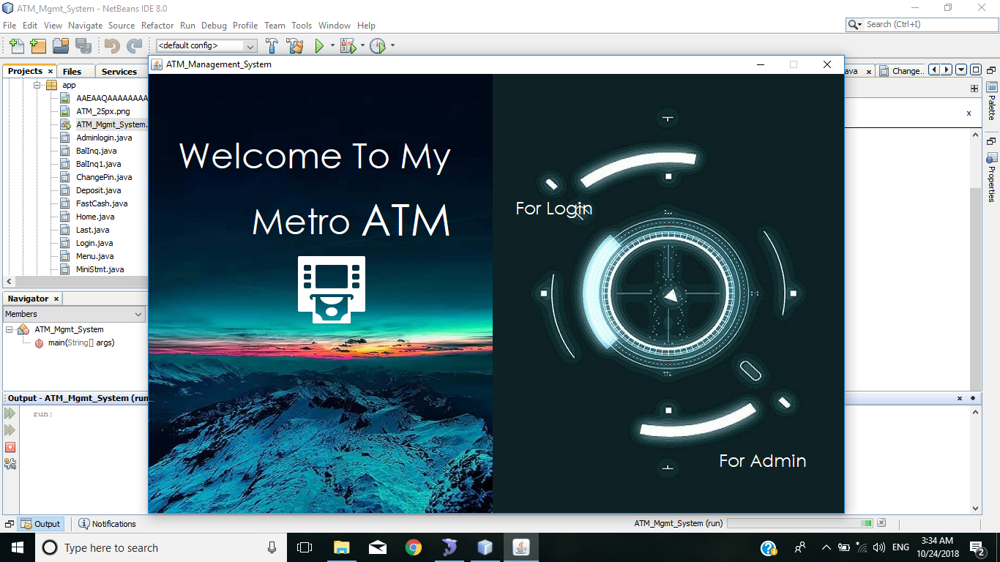 ATM_Mgmt_System - NetBeans IDE 8.0
File Edit View Navigate Source Refactor Run Debug Profile Team Tools Window Help
Search (Ctrl+I)
<default config>
ATM_Management_System
Projects x Files Services
ava x Change..
app
AAEAAQAAAAAAAA
ATM_25px.png
ATM_Mgmt_System.
Adminlogin.java
BalInq.java
BalInq1.java
ChangePin.java
Deposit.java
FastCash.java
Home.java
Last.java
Login.java
Menu.java
MiniStmt.java
Palette
Properties
x
Welcome To My
Metro ATM
For Login
For Admin
Navigator x
Members
ATM_Mgmt_System
main(String[] args)
Output - ATM_Mgmt_System (run
run:
Output
Notifications
ATM_Mgmt_System (run)
Type here to search
ENG
3:34 AM
10/24/2018
2